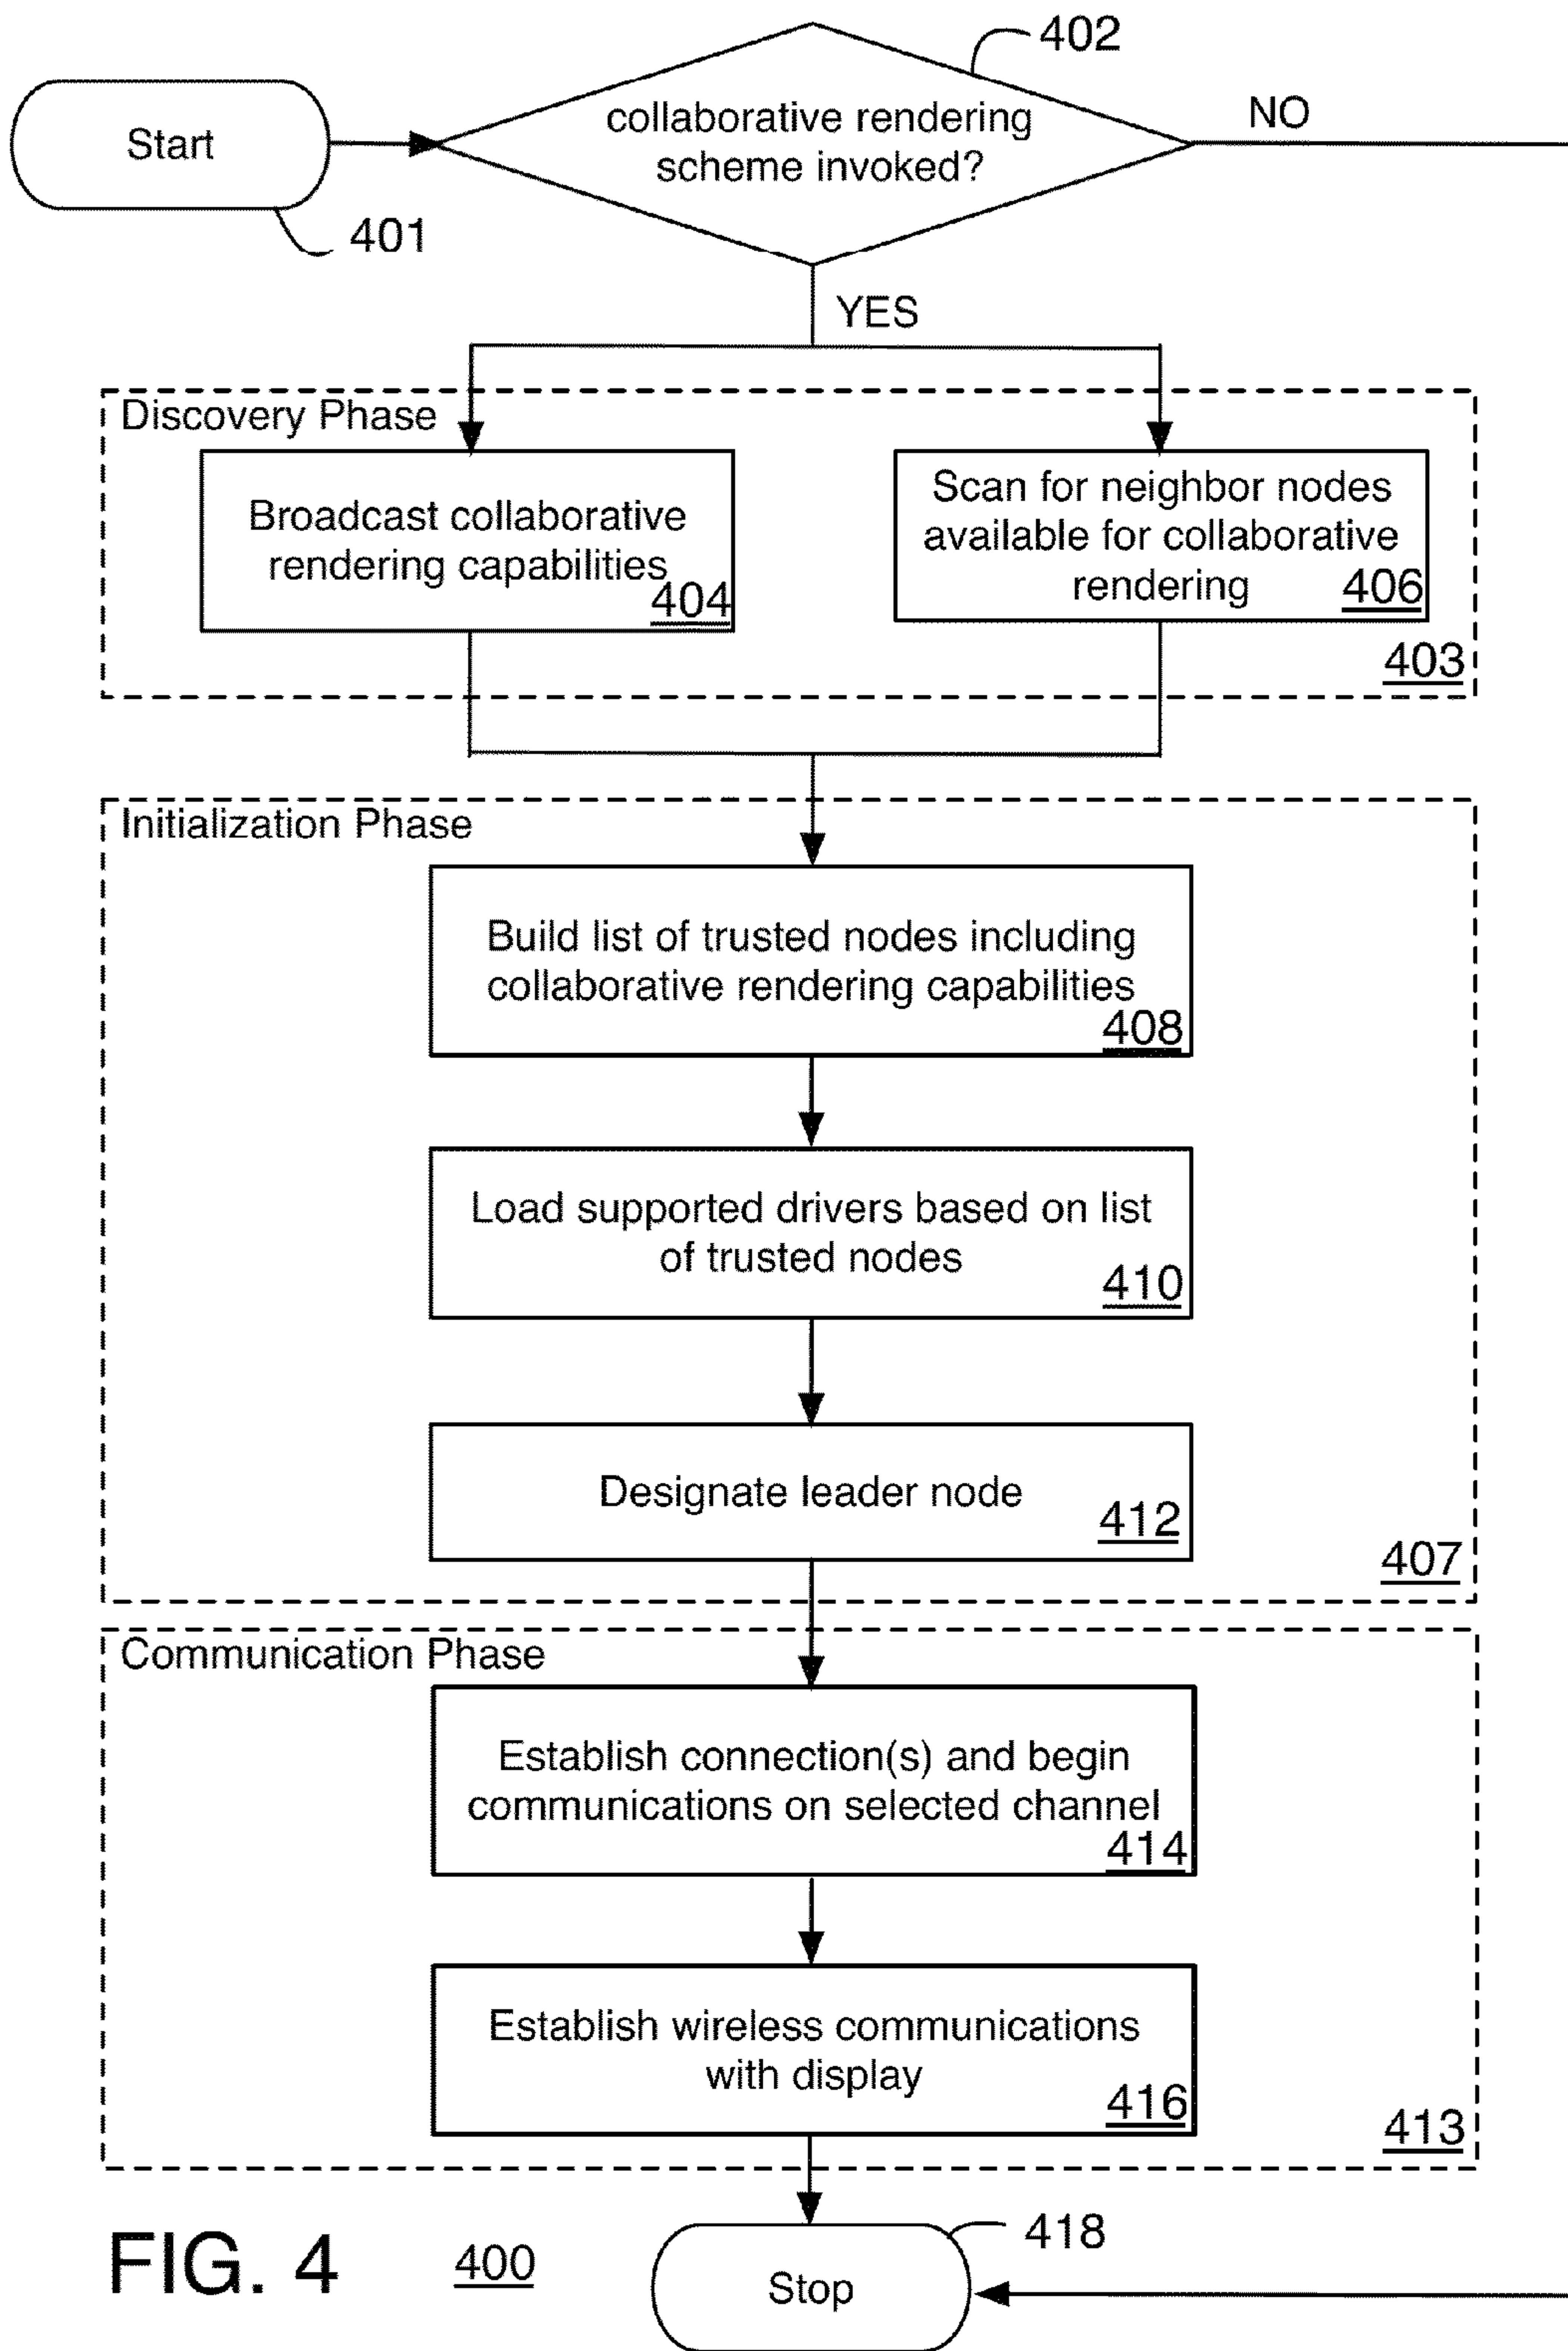 402
Start
collaborative rendering
scheme invoked?
NO
401
YES
Discovery Phase
Broadcast collaborative
rendering capabilities
404
Scan for neighbor nodes
available for collaborative
rendering
406
403
Initialization Phase
Build list of trusted nodes including
collaborative rendering capabilities
408
Load supported drivers based on list
of trusted nodes
410
Designate leader node
412
407
Communication Phase
Establish connection(s) and begin
communications on selected channel
414
Establish wireless communications
with display
416
413
FIG. 4
400
Stop
418